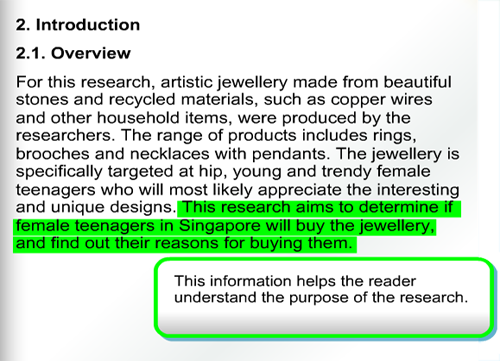 2. Introduction
2.1. Overview
For this research, artistic jewellery made from beautiful
stones and recycled materials, such as copper wires
and other household items, were produced by the
researchers. The range of products includes rings,
brooches and necklaces with pendants. The jewellery is
specifically targeted at hip, young and trendy female
teenagers who will most likely appreciate the interesting
and unique designs. This research aims to determine if
female teenagers in Singapore will buy the jewellery,
and find out their reasons for buying them.
This information helps the reader
understand the purpose of the research.